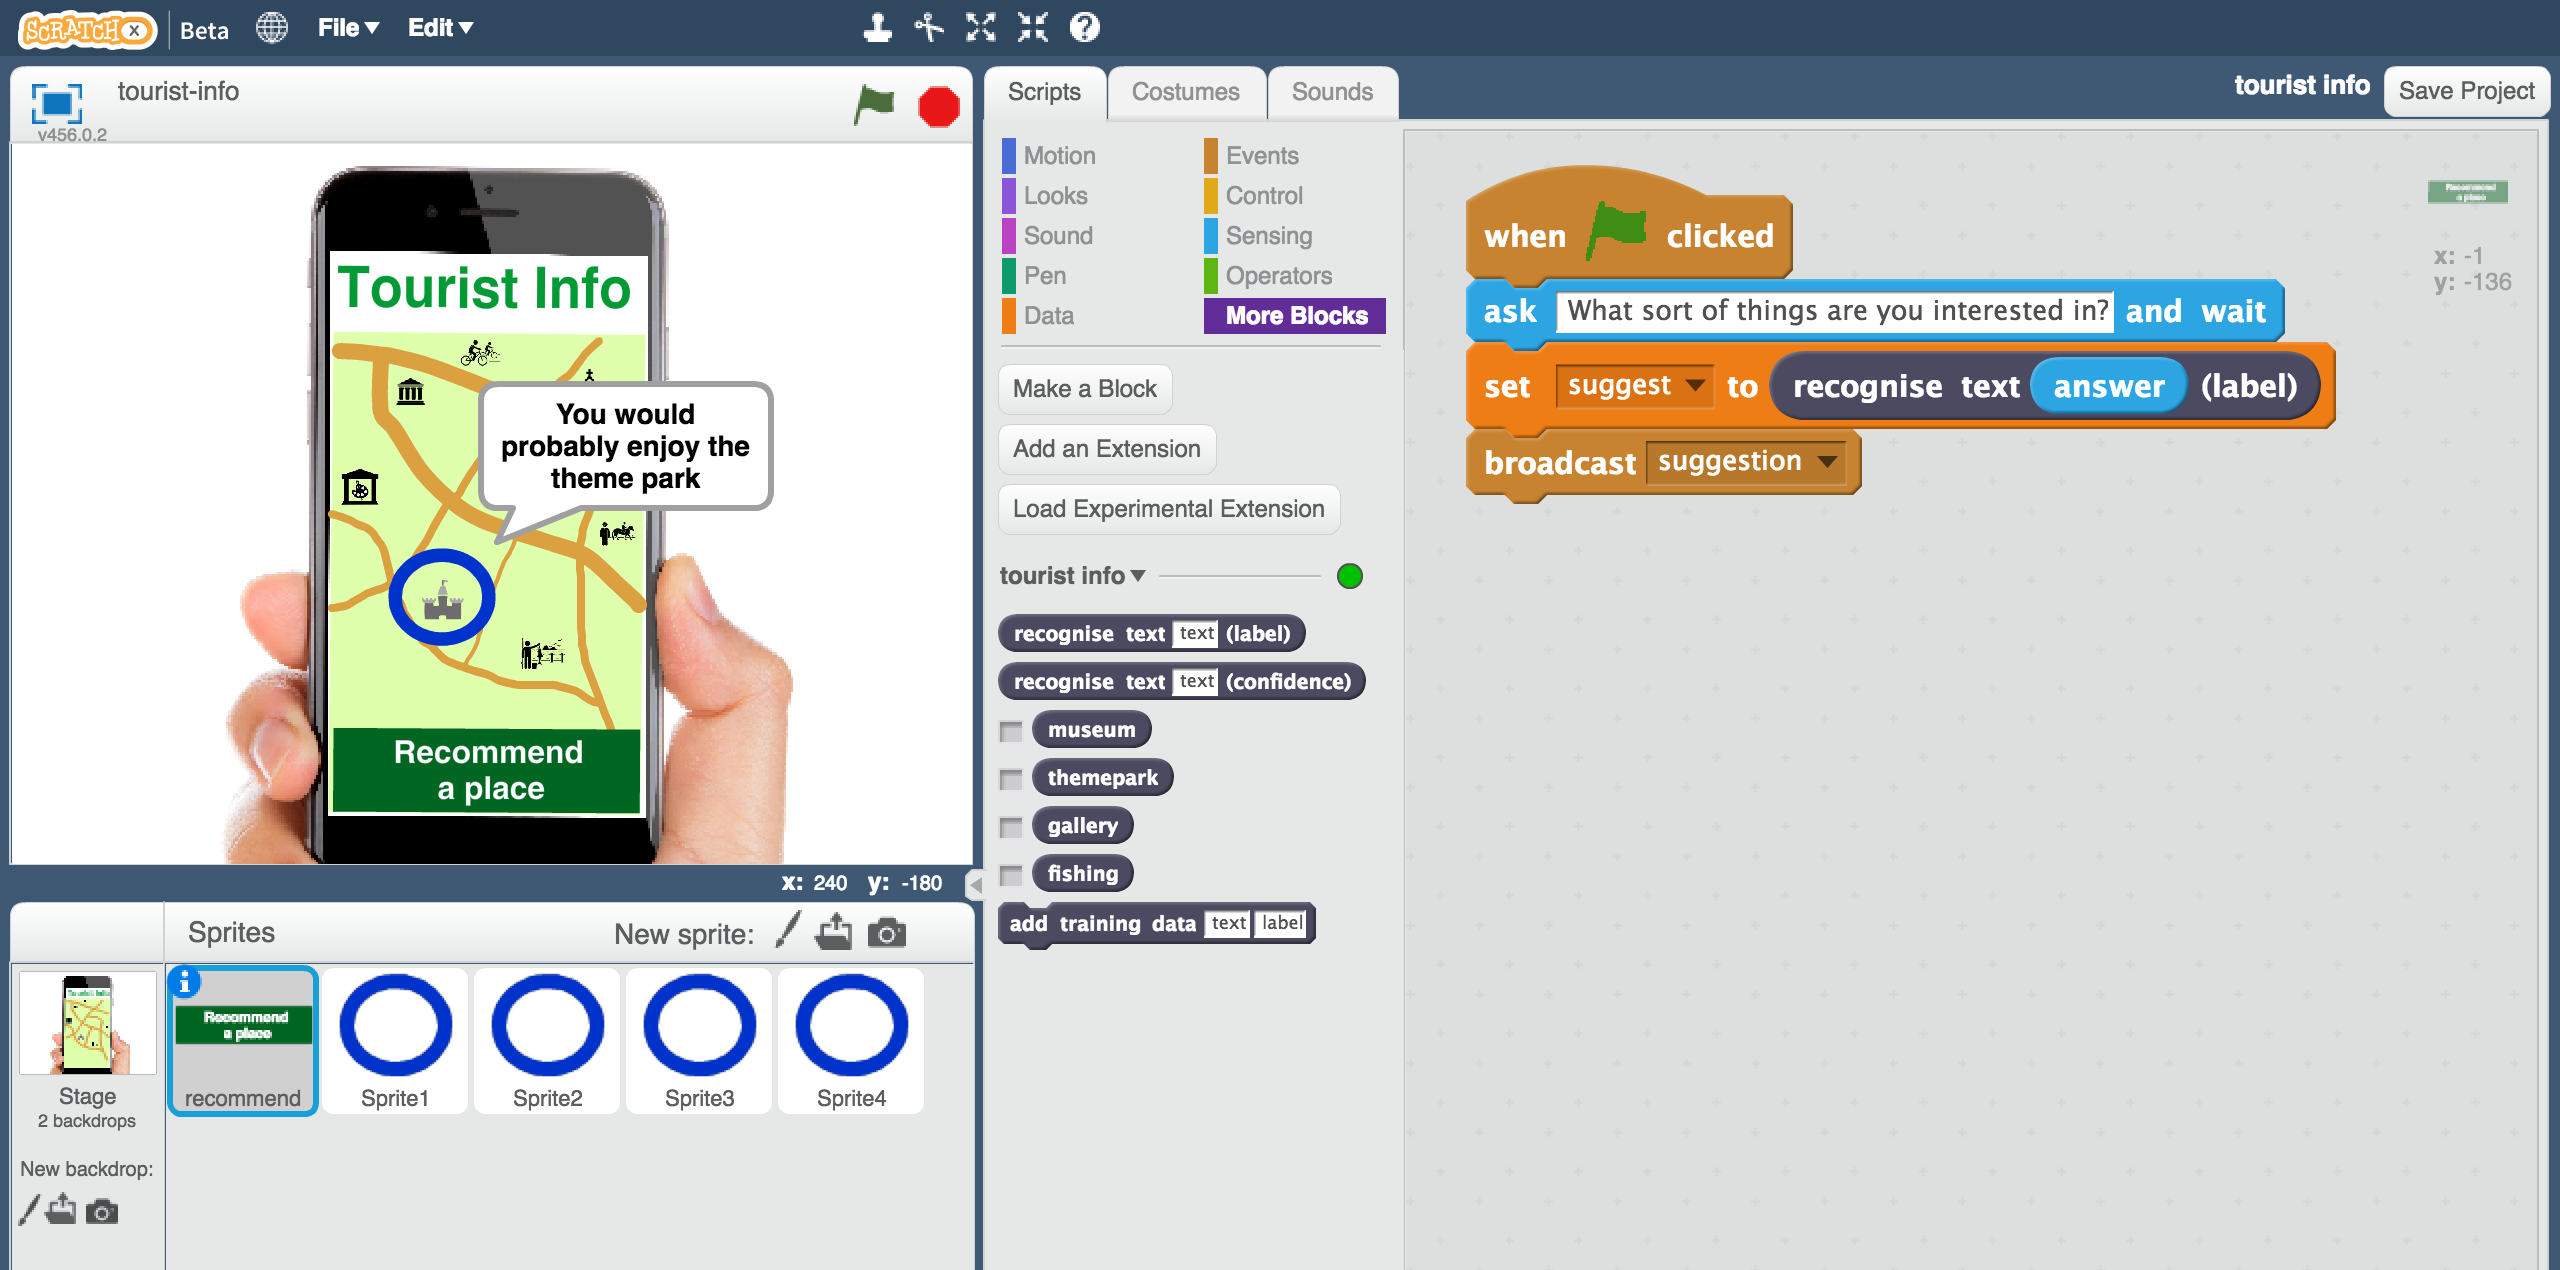 SCRATCHX Beta File Edit
tourist-info
v456.0.2
Tourist Info
You would
probably enjoy the
theme park
Recommend
a place
x: 240 y: -180
Sprites New sprite:
Recommend
a place
Stage
2 backdrops
New backdrop:
recommend Sprite1 Sprite2 Sprite3 Sprite4
Scripts Costumes Sounds
tourist info Save Project
Motion Events
Looks Control
Sound Sensing
Pen Operators
Data More Blocks
Make a Block
Add an Extension
Load Experimental Extension
tourist info
recognise text text (label)
recognise text text (confidence)
museum
themepark
gallery
fishing
add training data text label
when clicked
ask What sort of things are you interested in? and wait
set suggest to recognise text answer (label)
broadcast suggestion
Recommend
a place
x: -1
y: -136